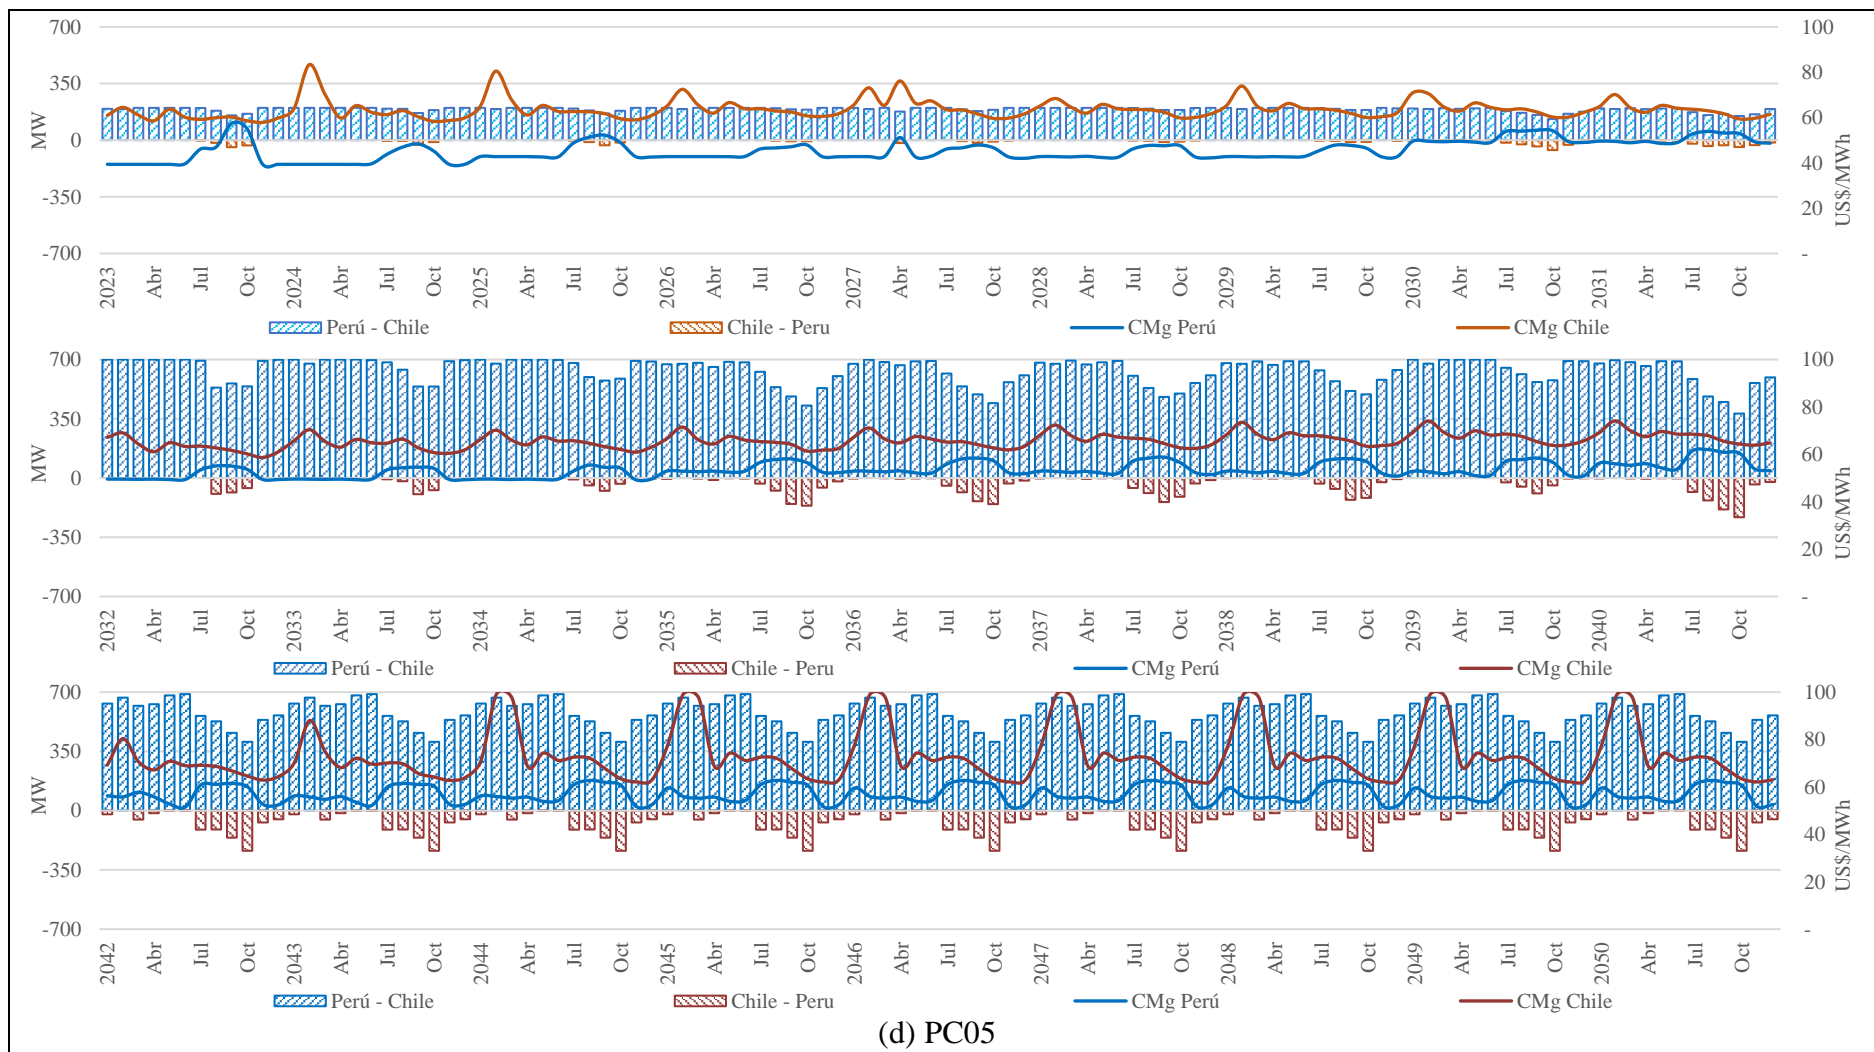 700
350
0
-350
-700
MW
100
80
60
40
20
-
US$/MWh
2023 Abr Jul Oct 2024 Abr Jul Oct 2025 Abr Jul Oct 2026 Abr Jul Oct 2027 Abr Jul Oct 2028 Abr Jul Oct 2029 Abr Jul Oct 2030 Abr Jul Oct 2031 Abr Jul Oct
Perú - Chile Chile - Peru CMg Perú CMg Chile
700
350
0
-350
-700
MW
100
80
60
40
20
-
US$/MWh
2032 Abr Jul Oct 2033 Abr Jul Oct 2034 Abr Jul Oct 2035 Abr Jul Oct 2036 Abr Jul Oct 2037 Abr Jul Oct 2038 Abr Jul Oct 2039 Abr Jul Oct 2040 Abr Jul Oct
Perú - Chile Chile - Peru CMg Perú CMg Chile
700
350
0
-350
-700
MW
100
80
60
40
20
-
US$/MWh
2042 Abr Jul Oct 2043 Abr Jul Oct 2044 Abr Jul Oct 2045 Abr Jul Oct 2046 Abr Jul Oct 2047 Abr Jul Oct 2048 Abr Jul Oct 2049 Abr Jul Oct 2050 Abr Jul Oct
Perú - Chile Chile - Peru CMg Perú CMg Chile
(d) PC05